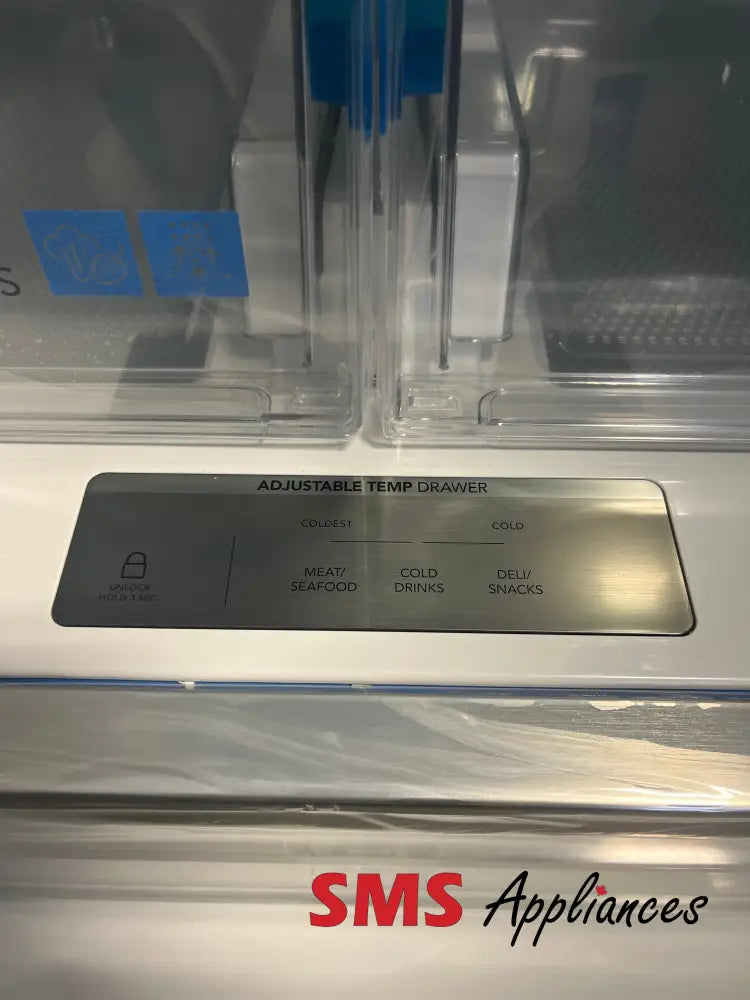 S
ADJUSTABLE TEMP DRAWER
COLDEST COLD
UNLOCK
HOLD 3 SEC
MEAT/
SEAFOOD
COLD
DRINKS
DELI/
SNACKS
SMS Appliances